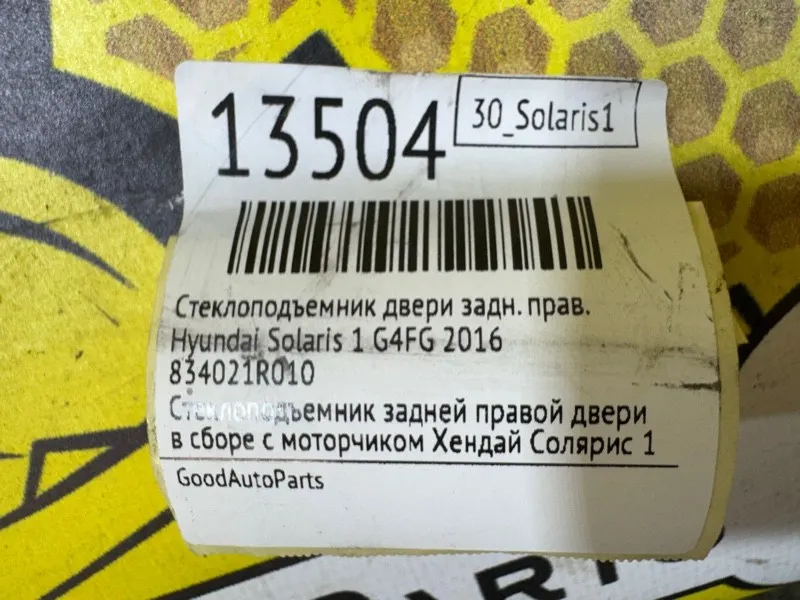 13504
30_Solaris1
Стеклоподъемник двери задн. прав.
Hyundai Solaris 1 G4FG 2016
834021R010
Стеклоподъемник задней правой двери
в сборе с моторчиком Хендай Солярис 1
GoodAutoParts